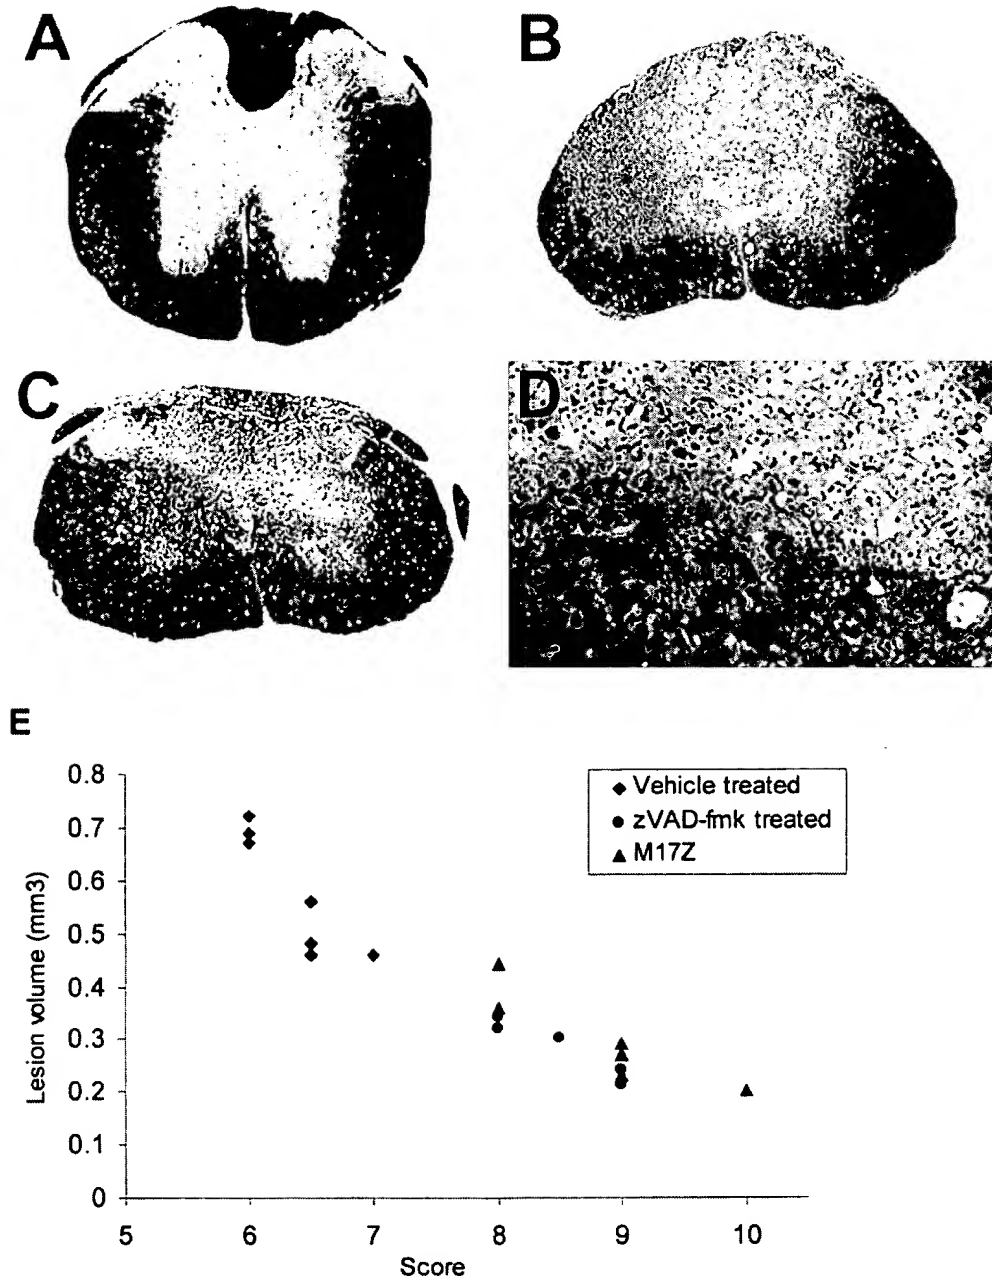 A
B
C
D
E
0.8
0.7
0.6
0.5
0.4
0.3
0.2
0.1
0
Lesion volume (mm3)
Vehicle treated
zVAD-fmk treated
M17Z
5 6 7 8 9 10
Score